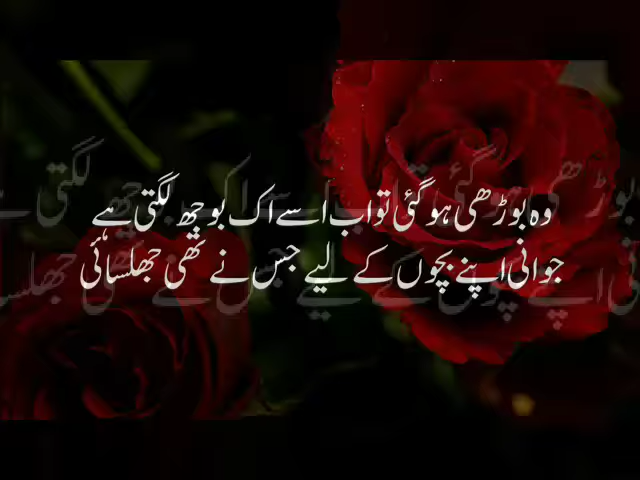 وہ بوڑھی ہو گئی تو اب اسے اک بوجھ لگتی ہے
جوانی اپنے بچوں کے لیے جس نے تھی جھلسائی